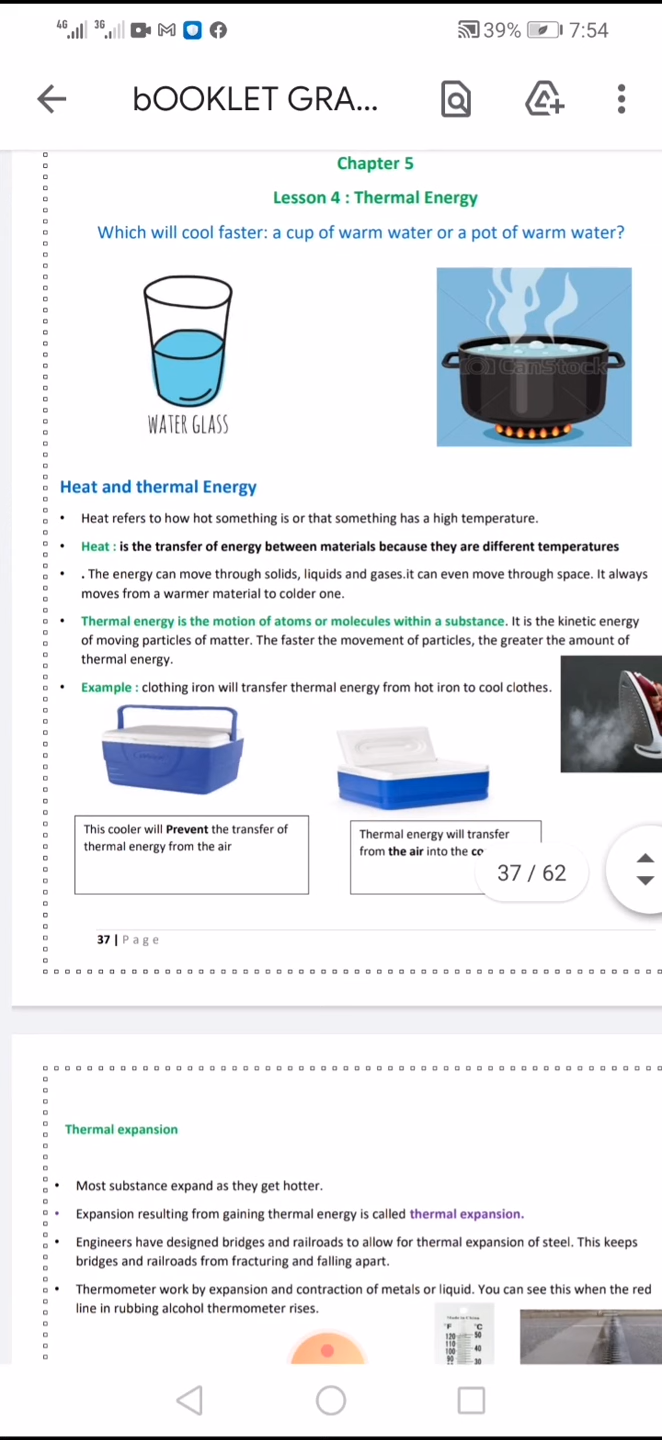 4G 3G 39% 7:54
bOOKLET GRA...
Chapter 5
Lesson 4 : Thermal Energy
Which will cool faster: a cup of warm water or a pot of warm water?
CanStock
WATER GLASS
Heat and thermal Energy
• Heat refers to how hot something is or that something has a high temperature.
• Heat : is the transfer of energy between materials because they are different temperatures
• . The energy can move through solids, liquids and gases.it can even move through space. It always
moves from a warmer material to colder one.
• Thermal energy is the motion of atoms or molecules within a substance. It is the kinetic energy
of moving particles of matter. The faster the movement of particles, the greater the amount of
thermal energy.
• Example : clothing iron will transfer thermal energy from hot iron to cool clothes.
This cooler will Prevent the transfer of
thermal energy from the air
Thermal energy will transfer
from the air into the co
37 / 62
37 | Page
Thermal expansion
• Most substance expand as they get hotter.
• Expansion resulting from gaining thermal energy is called thermal expansion.
• Engineers have designed bridges and railroads to allow for thermal expansion of steel. This keeps
bridges and railroads from fracturing and falling apart.
• Thermometer work by expansion and contraction of metals or liquid. You can see this when the red
line in rubbing alcohol thermometer rises.
°F °C
120 50
110
100 40
90 30